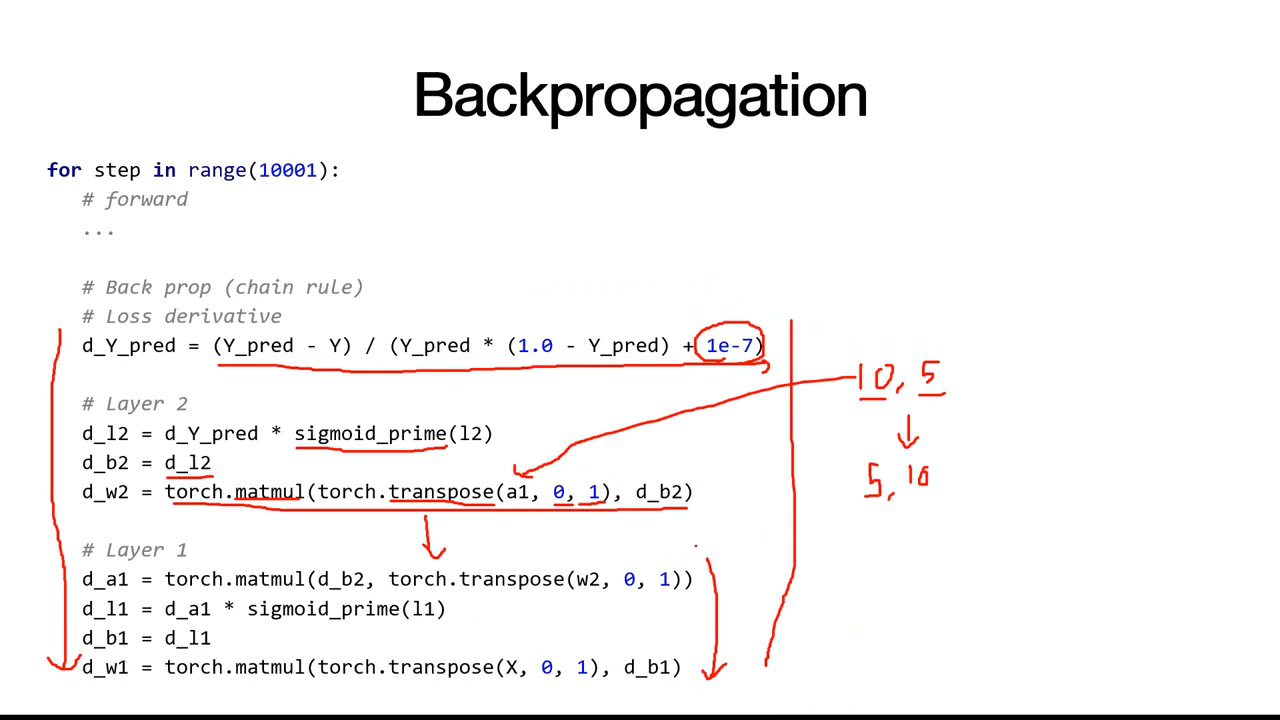 Backpropagation
for step in range(10001):
# forward
...
# Back prop (chain rule)
# Loss derivative
d_Y_pred = (Y_pred - Y) / (Y_pred * (1.0 - Y_pred) + 1e-7)
# Layer 2
d_l2 = d_Y_pred * sigmoid_prime(l2)
d_b2 = d_l2
d_w2 = torch.matmul(torch.transpose(a1, 0, 1), d_b2)
# Layer 1
d_a1 = torch.matmul(d_b2, torch.transpose(w2, 0, 1))
d_l1 = d_a1 * sigmoid_prime(l1)
d_b1 = d_l1
d_w1 = torch.matmul(torch.transpose(X, 0, 1), d_b1)
10, 5
5, 10